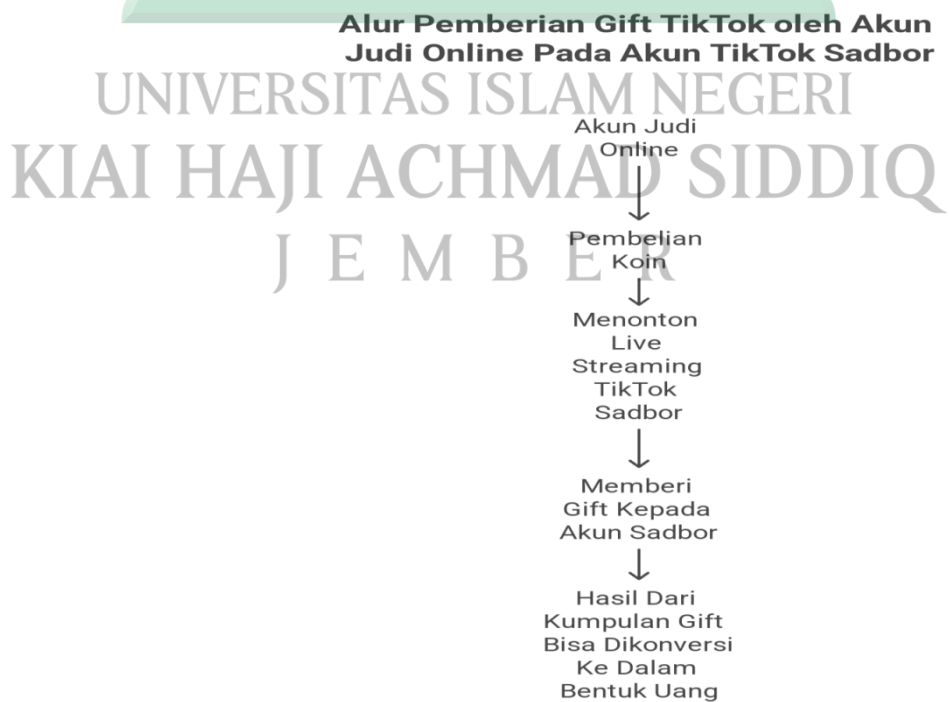 Alur Pemberian Gift TikTok oleh Akun
Judi Online Pada Akun TikTok Sadbor
UNIVERSITAS ISLAM NEGERI
KIAI HAJI ACHMAD SIDDIQ
JEMBER
Akun Judi
Online
Pembelian
Koin
Menonton
Live
Streaming
TikTok
Sadbor
Memberi
Gift Kepada
Akun Sadbor
Hasil Dari
Kumpulan Gift
Bisa Dikonversi
Ke Dalam
Bentuk Uang